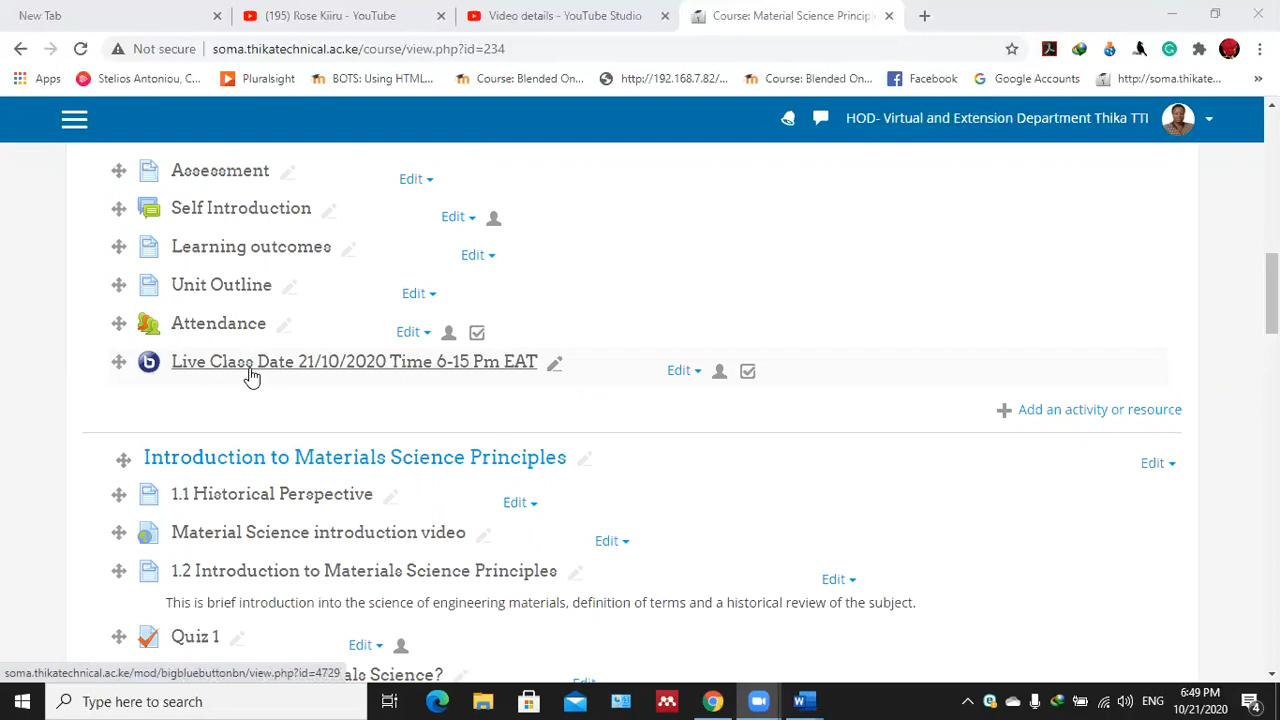 New Tab
(195) Rose Kiiru - YouTube
Video details - YouTube Studio
Course: Material Science Principl
Not secure
soma.thikatechnical.ac.ke/course/view.php?id=234
Apps
Stelios Antoniou, C...
Pluralsight
BOTS: Using HTML...
Course: Blended On...
http://192.168.7.82/...
Course: Blended On...
Facebook
Google Accounts
http://soma.thikate...
»
HOD- Virtual and Extension Department Thika TTI
Assessment
Edit
Self Introduction
Edit
Learning outcomes
Edit
Unit Outline
Edit
Attendance
Edit
Live Class Date 21/10/2020 Time 6-15 Pm EAT
Edit
Add an activity or resource
Introduction to Materials Science Principles
Edit
1.1 Historical Perspective
Edit
Material Science introduction video
Edit
1.2 Introduction to Materials Science Principles
Edit
This is brief introduction into the science of engineering materials, definition of terms and a historical review of the subject.
Quiz 1
Edit
soma.thikatechnical.ac.ke/mod/bigbluebuttonbn/view.php?id=4729
ls Science?
Edit
Type here to search
ENG
6:49 PM
10/21/2020
4